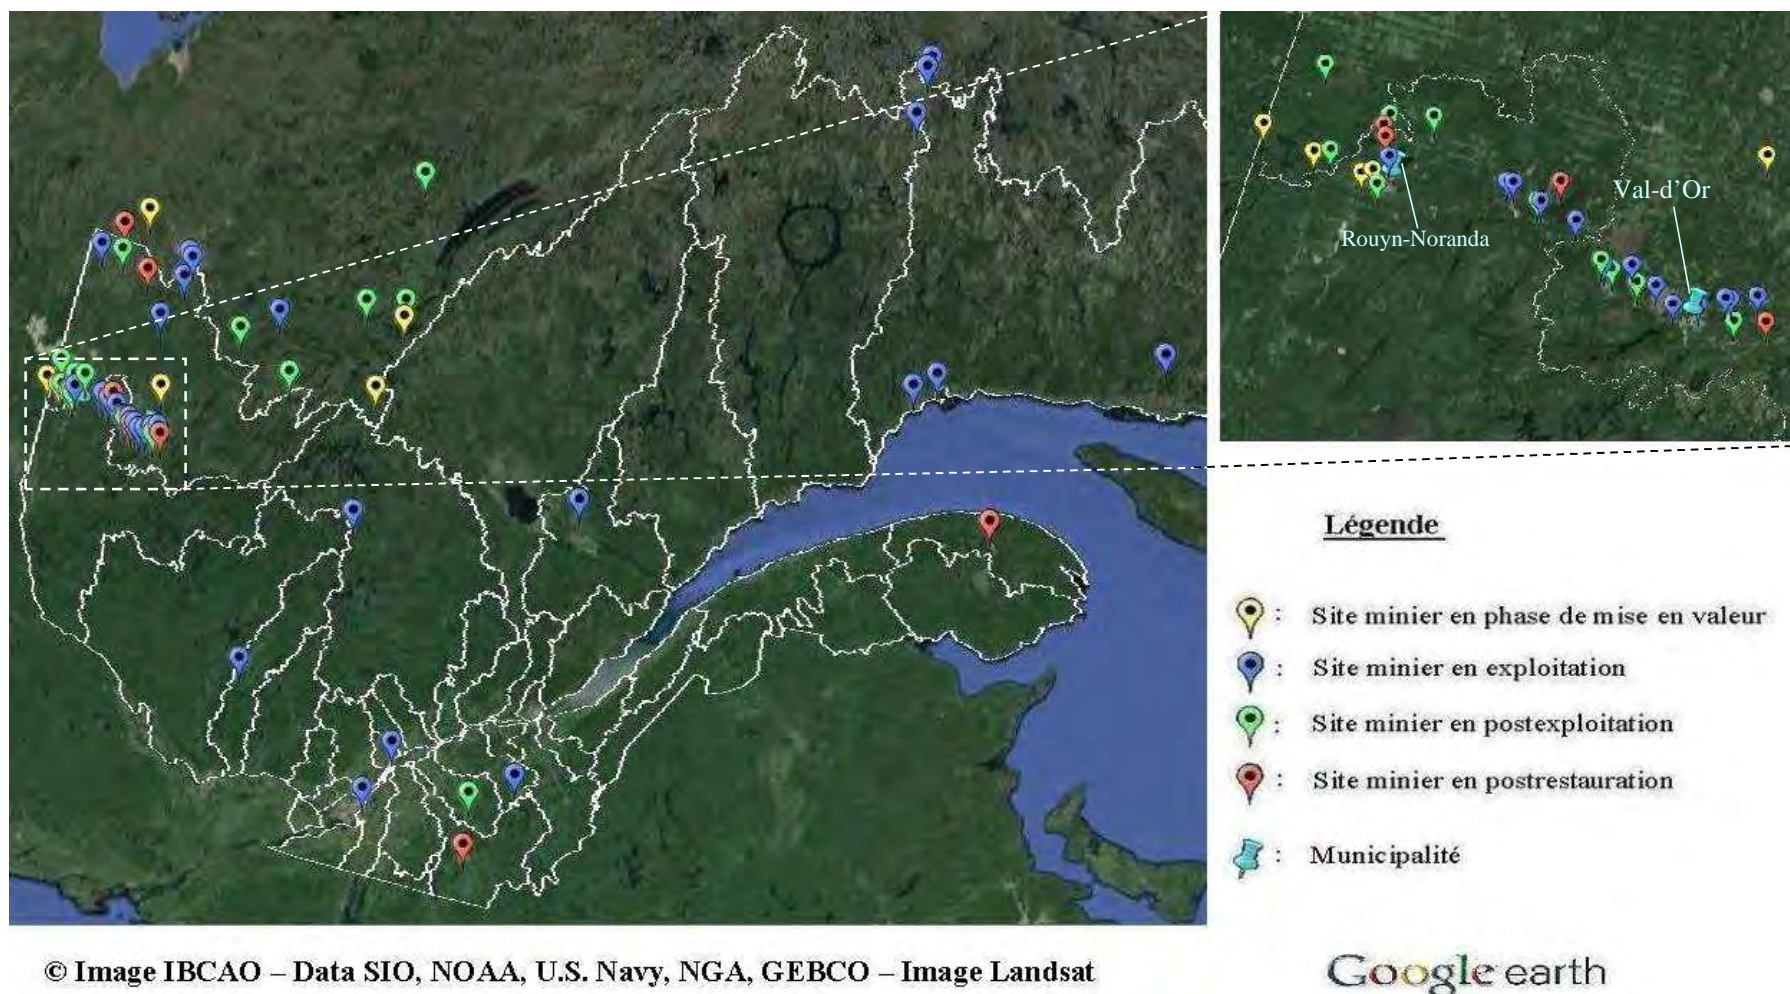 Val-d’Or
Rouyn-Noranda
Légende
: Site minier en phase de mise en valeur
: Site minier en exploitation
: Site minier en postexploitation
: Site minier en postrestauration
: Municipalité
© Image IBCAO – Data SIO, NOAA, U.S. Navy, NGA, GEBCO – Image Landsat
Google earth